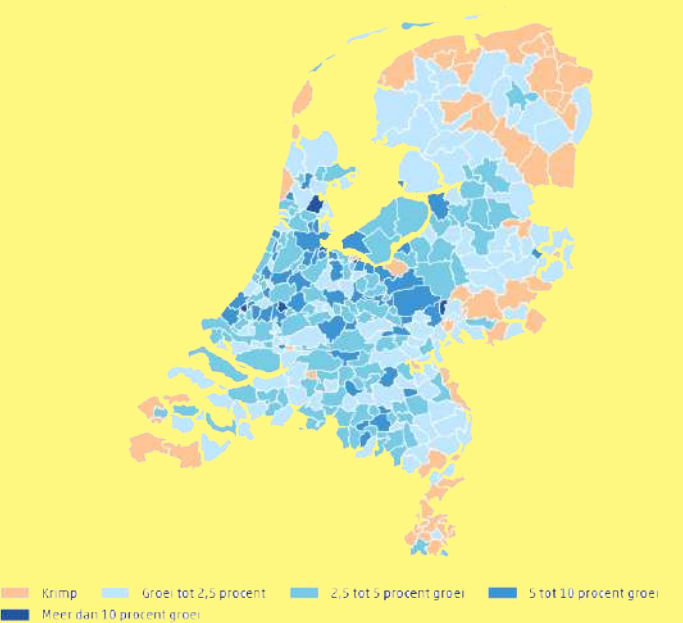 Krimp Groei tot 2,5 procent 2,5 tot 5 procent groei 5 tot 10 procent groei
Meer dan 10 procent groei